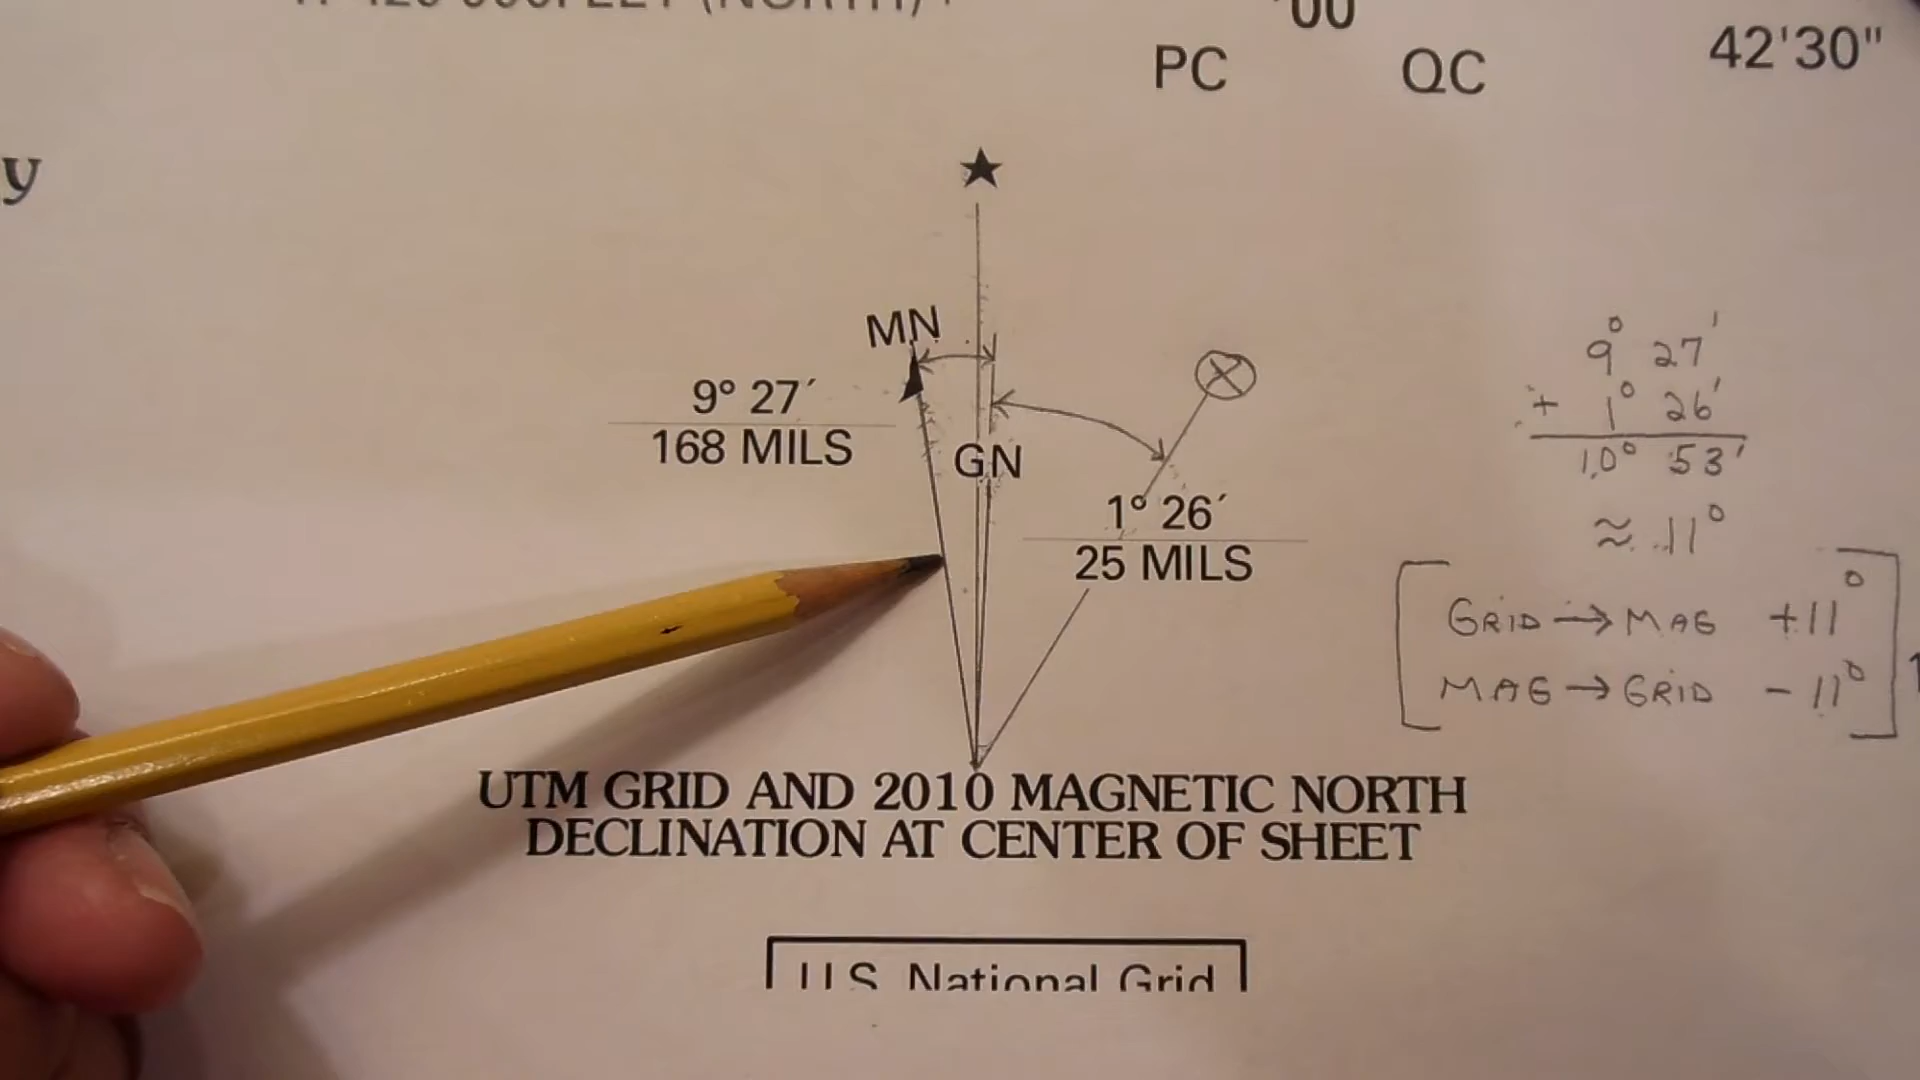 (NORTH)
'00
42'30"
PC QC
y
MN
9° 27´
168 MILS
GN
1° 26´
25 MILS
9° 27'
+ 1° 26'
10° 53'
≈ 11°
GRID → MAG +11°
MAG → GRID - 11°
UTM GRID AND 2010 MAGNETIC NORTH
DECLINATION AT CENTER OF SHEET
U.S. National Grid